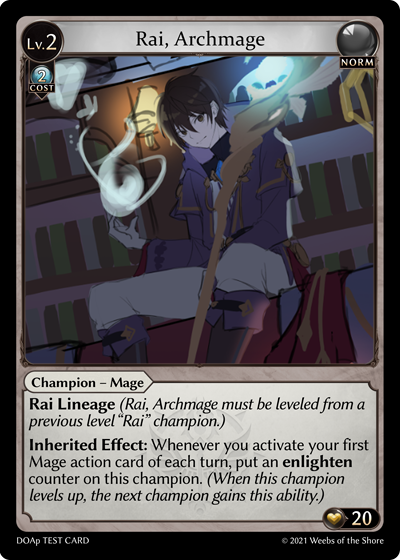 Lv.2
Rai, Archmage
NORM
2
COST
Champion – Mage
Rai Lineage (Rai, Archmage must be leveled from a
previous level “Rai” champion.)
Inherited Effect: Whenever you activate your first
Mage action card of each turn, put an enlighten
counter on this champion. (When this champion
levels up, the next champion gains this ability.)
20
DOAp TEST CARD
© 2021 Weebs of the Shore